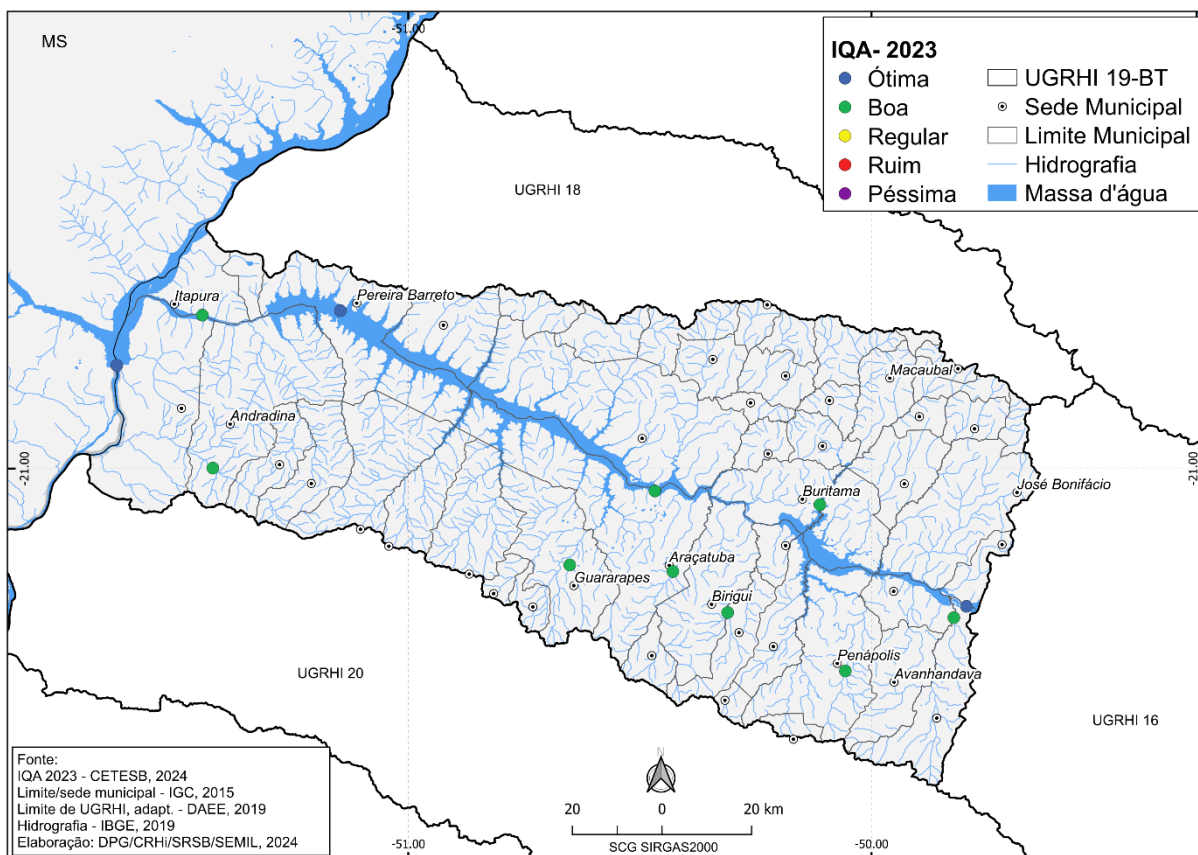 -51.00
MS
IQA- 2023
Ótima
Boa
Regular
Ruim
Péssima
UGRHI 19-BT
Sede Municipal
Limite Municipal
Hidrografia
Massa d'água
UGRHI 18
Itapura
Pereira Barreto
Macaubal
Andradina
-21.00
-21.00
José Bonifácio
Buritama
Araçatuba
Guararapes
Birigui
Penápolis
Avanhandava
UGRHI 20
UGRHI 16
Fonte:
IQA 2023 - CETESB, 2024
Limite/sede municipal - IGC, 2015
Limite de UGRHI, adapt. - DAEE, 2019
Hidrografia - IBGE, 2019
Elaboração: DPG/CRHi/SRSB/SEMIL, 2024
N
20 0 20 km
SCG SIRGAS2000
-51.00
-50.00